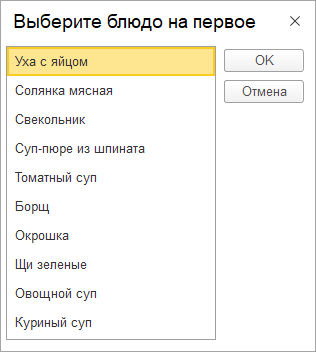 Выберите блюдо на первое
Уха с яйцом
OK
Солянка мясная
Отмена
Свекольник
Суп-пюре из шпината
Томатный суп
Борщ
Окрошка
Щи зеленые
Овощной суп
Куриный суп